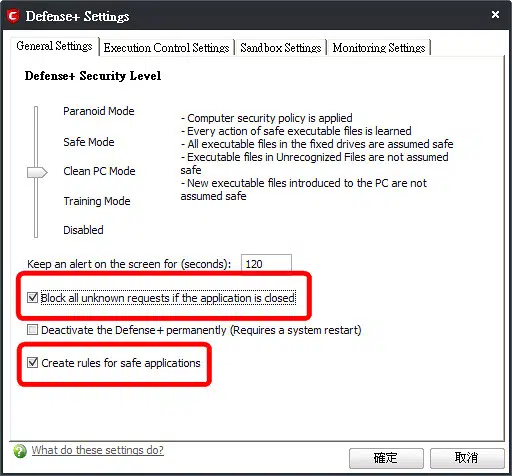 Defense+ Settings
General Settings
Execution Control Settings
Sandbox Settings
Monitoring Settings
Defense+ Security Level
Paranoid Mode
Safe Mode
Clean PC Mode
Training Mode
Disabled
- Computer security policy is applied
- Every action of safe executable files is learned
- All executable files in the fixed drives are assumed safe
- Executable files in Unrecognized Files are not assumed
safe
- New executable files introduced to the PC are not
assumed safe
Keep an alert on the screen for (seconds): 120
Block all unknown requests if the application is closed
Deactivate the Defense+ permanently (Requires a system restart)
Create rules for safe applications
What do these settings do?
確定
取消